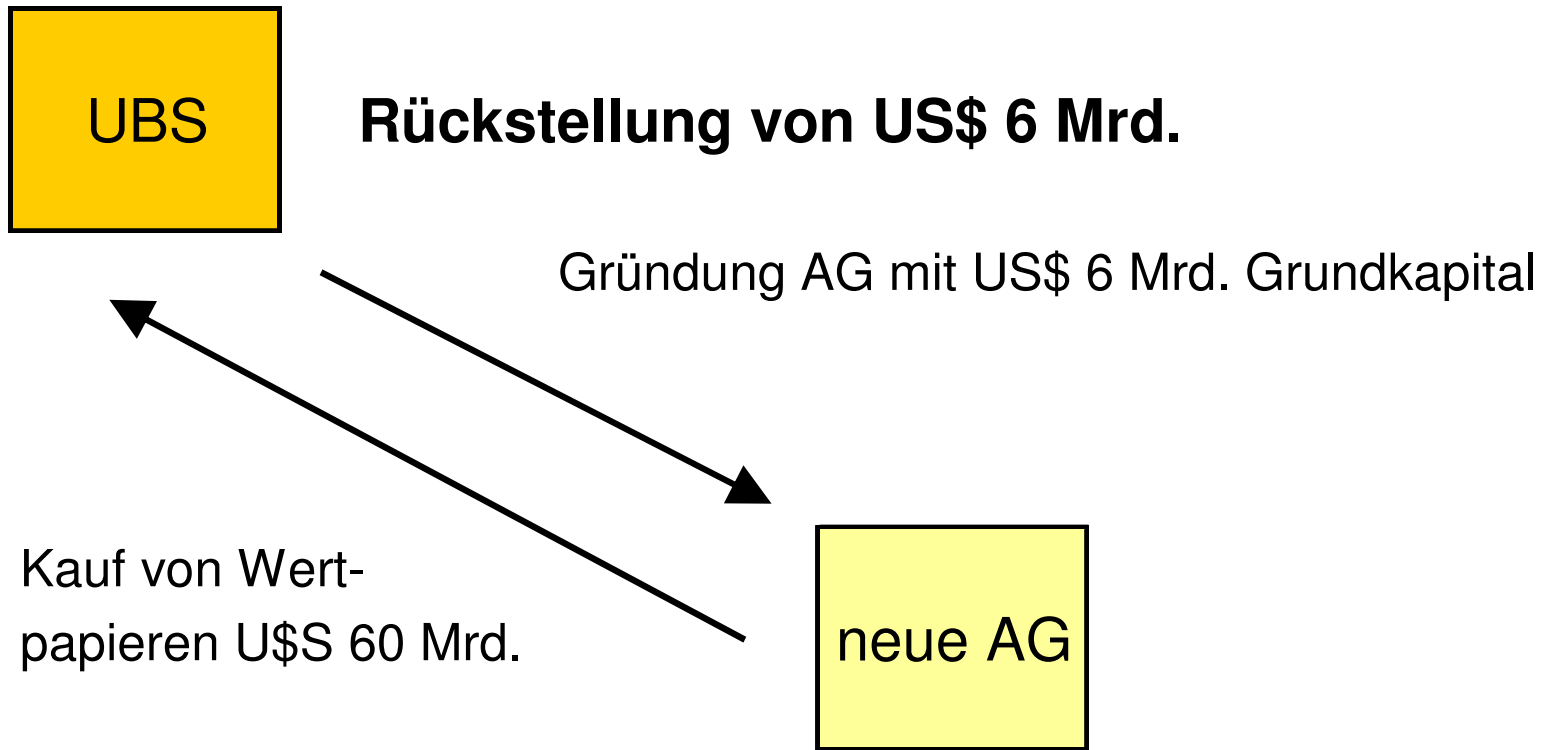 UBS
Rückstellung von US$ 6 Mrd.
Gründung AG mit US$ 6 Mrd. Grundkapital
Kauf von Wert-
papieren U$S 60 Mrd.
neue AG